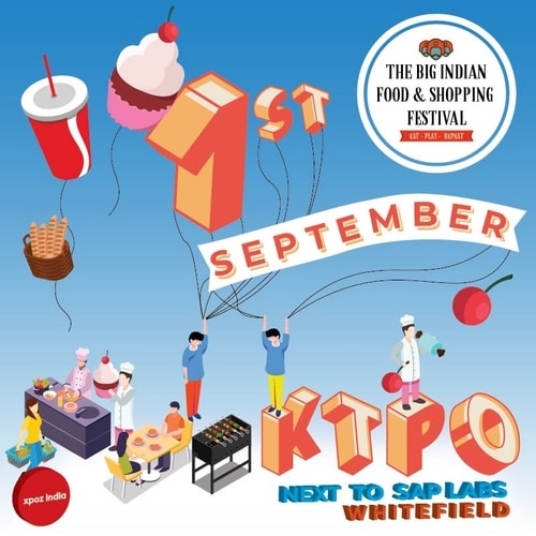 THE BIG INDIAN
FOOD & SHOPPING
FESTIVAL
EAT - PLAY - REPEAT
1ST
SEPTEMBER
KTPO
NEXT TO SAP LABS
WHITEFIELD
xpoz india